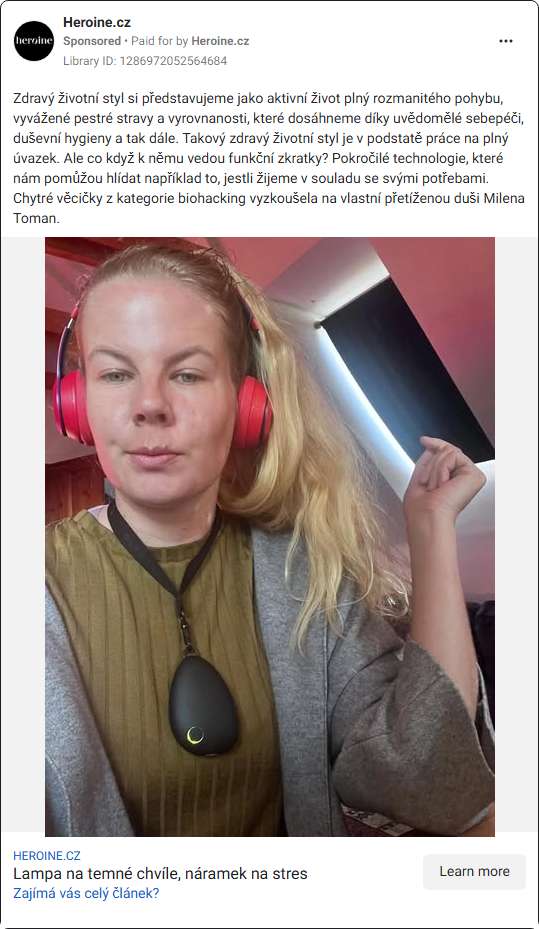 Heroine.cz
Sponsored • Paid for by Heroine.cz
Library ID: 1286972052564684
heroine
Zdravý životní styl si představujeme jako aktivní život plný rozmanitého pohybu,
vyvážené pestré stravy a vyrovnanosti, které dosáhneme díky uvědomělé sebepéči,
duševní hygieny a tak dále. Takový zdravý životní styl je v podstatě práce na plný
úvazek. Ale co když k němu vedou funkční zkratky? Pokročilé technologie, které
nám pomůžou hlídat například to, jestli žijeme v souladu se svými potřebami.
Chytré věcičky z kategorie biohacking vyzkoušela na vlastní přetíženou duši Milena
Toman.
HEROINE.CZ
Lampa na temné chvíle, náramek na stres
Zajímá vás celý článek?
Learn more